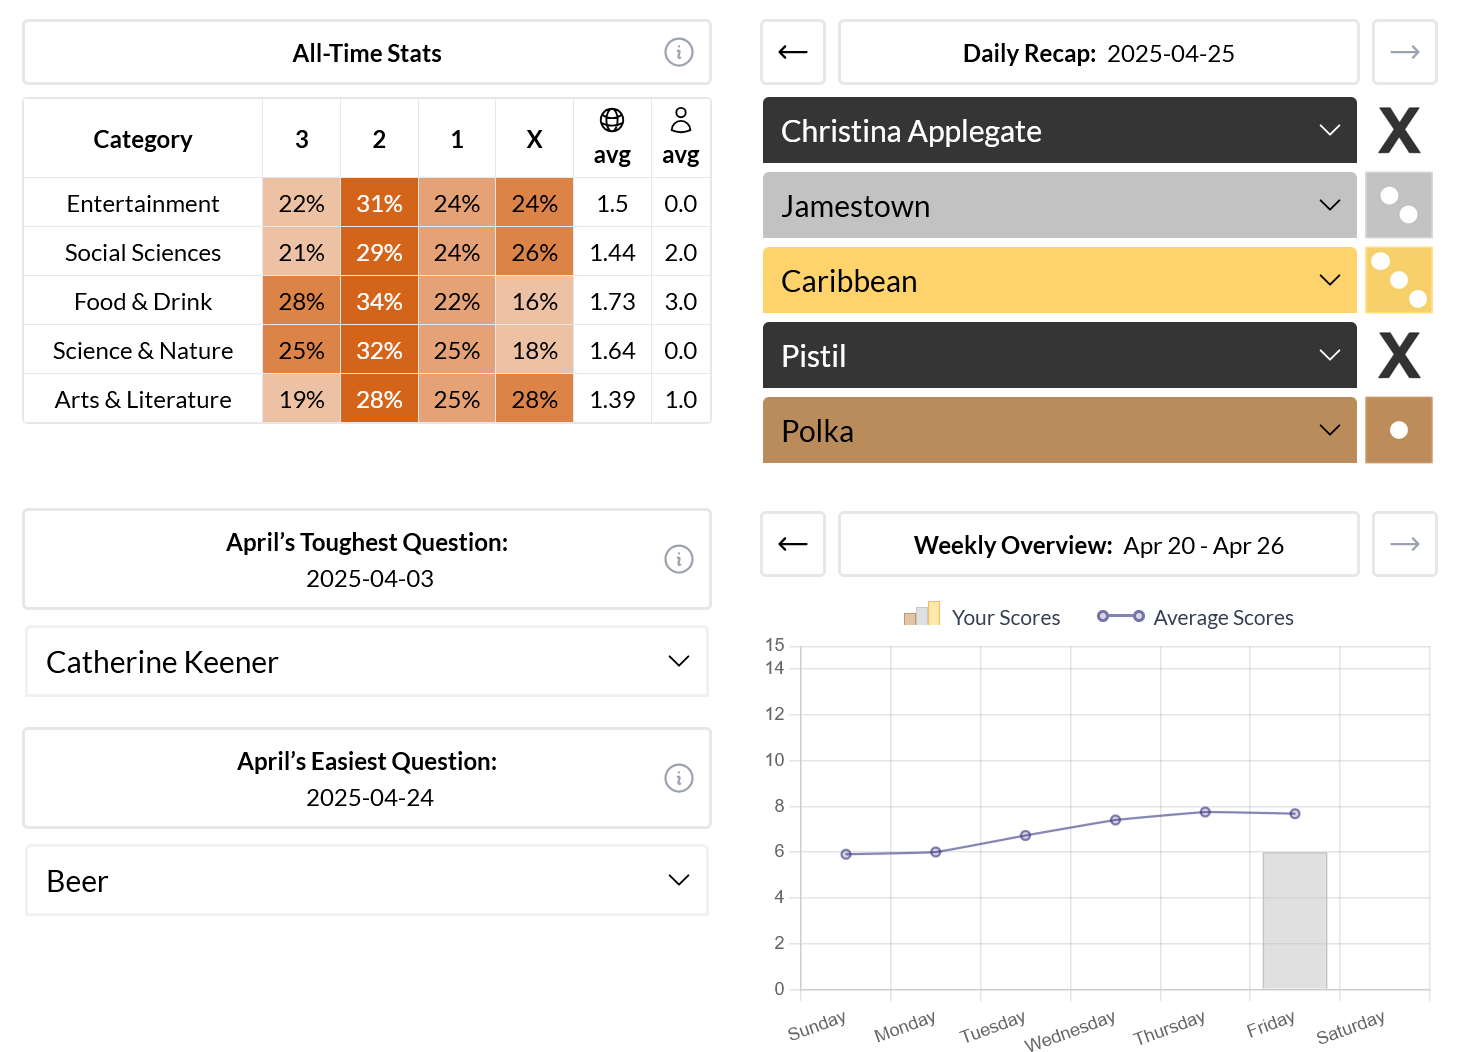 All-Time Stats
Category 3 2 1 X avg avg
Entertainment 22% 31% 24% 24% 1.5 0.0
Social Sciences 21% 29% 24% 26% 1.44 2.0
Food & Drink 28% 34% 22% 16% 1.73 3.0
Science & Nature 25% 32% 25% 18% 1.64 0.0
Arts & Literature 19% 28% 25% 28% 1.39 1.0
April’s Toughest Question:
2025-04-03
Catherine Keener
April’s Easiest Question:
2025-04-24
Beer
Daily Recap: 2025-04-25
Christina Applegate X
Jamestown
Caribbean
Pistil X
Polka
Weekly Overview: Apr 20 - Apr 26
Your Scores Average Scores
15
14
12
10
8
6
4
2
0
Sunday Monday Tuesday Wednesday Thursday Friday Saturday